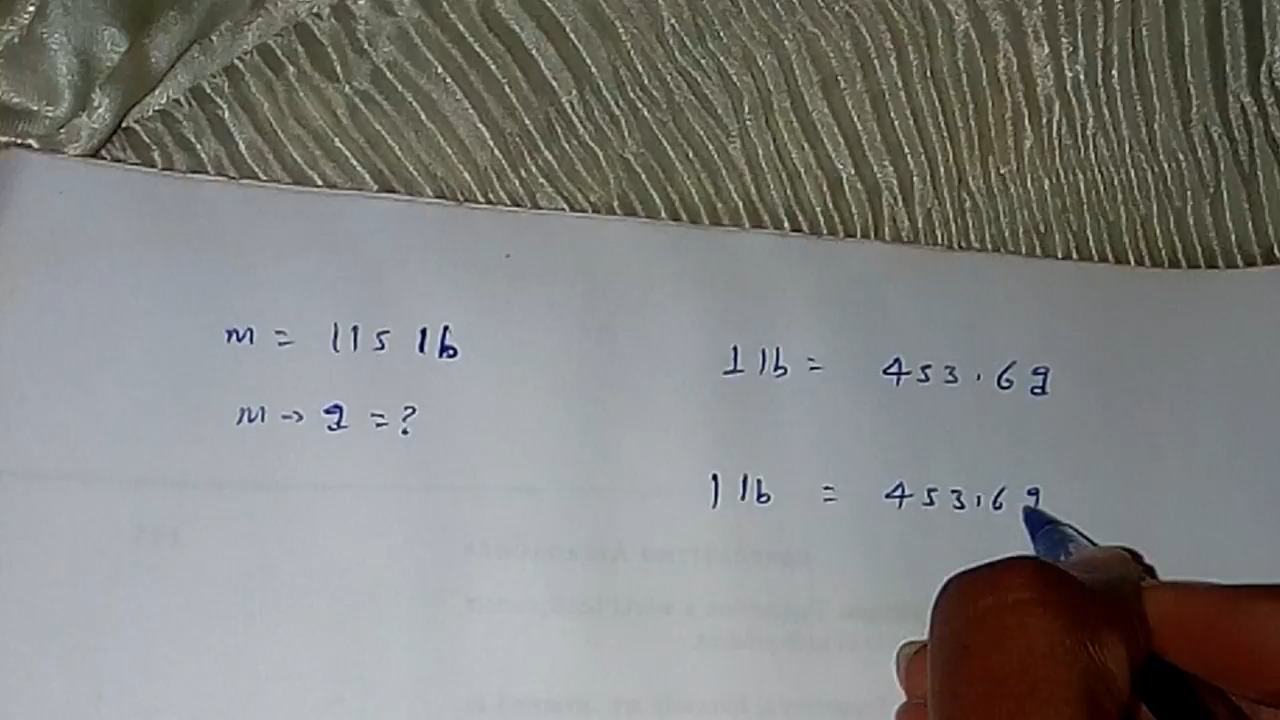 m = 115 lb
m → g = ?
1 lb = 453.6 g
1 lb = 453.6 g